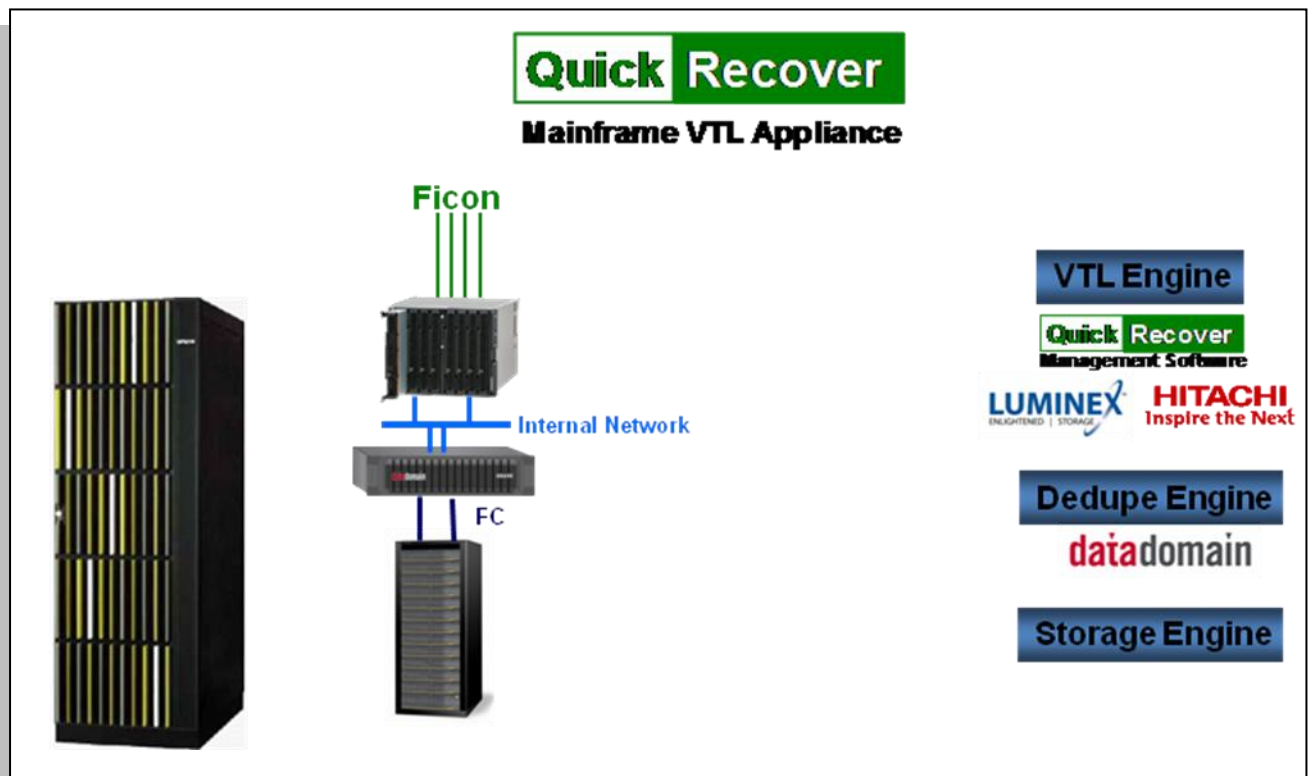 Quick Recover
Mainframe VTL Appliance
Ficon
VTL Engine
Quick Recover
Management Software
LUMINEX
ENLIGHTENED | STORAGE
HITACHI
Inspire the Next
Internal Network
datadomain
FC
Dedupe Engine
datadomain
Storage Engine